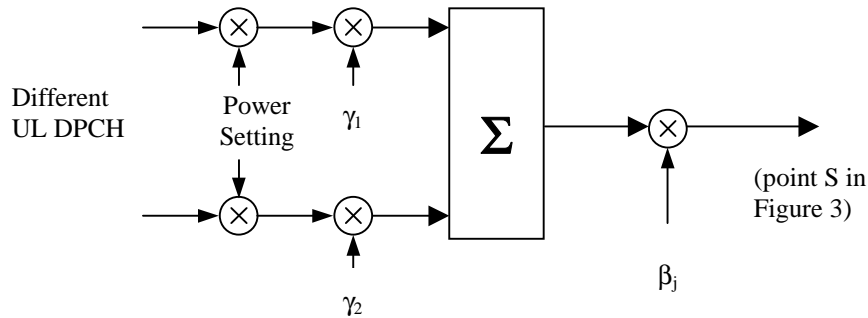 Different
UL DPCH
Power
Setting
γ1
γ2
Σ
βj
(point S in
Figure 3)